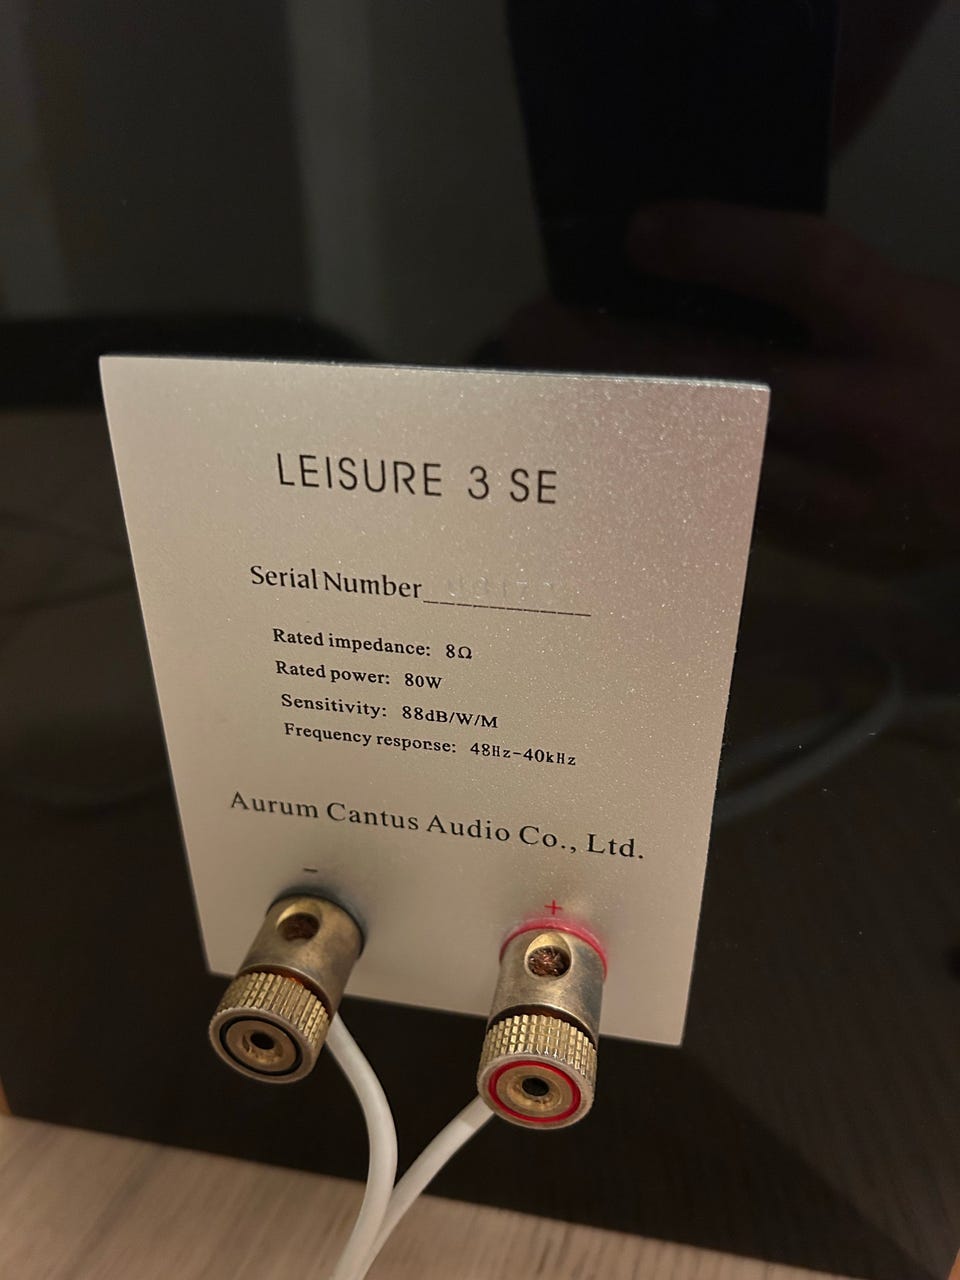 LEISURE 3 SE
Serial Number
Rated impedance: 8Ω
Rated power: 80W
Sensitivity: 88dB/W/M
Frequency response: 48Hz-40kHz
Aurum Cantus Audio Co., Ltd.
- +